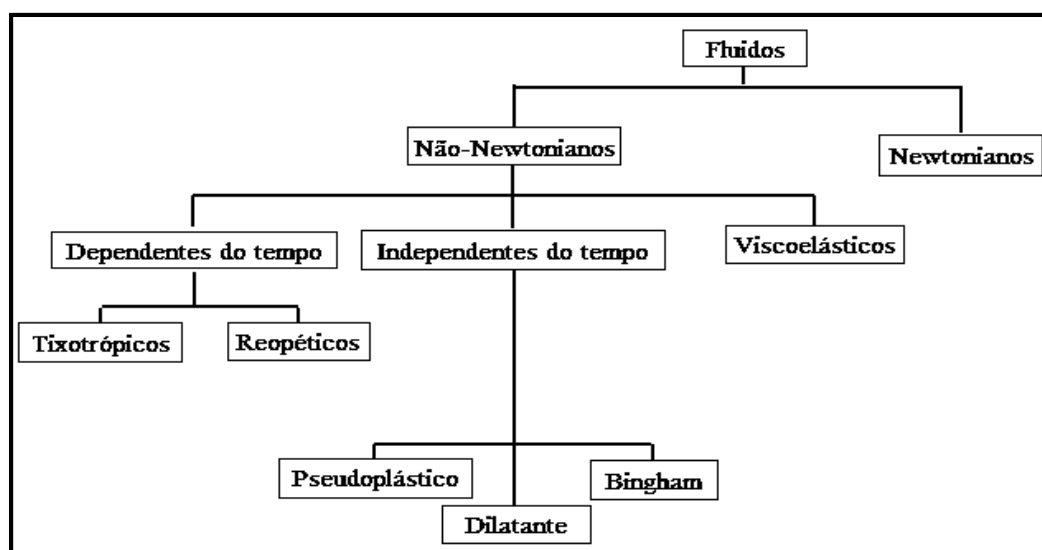 Fluidos
Não-Newtonianos
Newtonianos
Dependentes do tempo
Independentes do tempo
Viscoelásticos
Tixotrópicos
Reopéticos
Pseudoplástico
Bingham
Dilatante